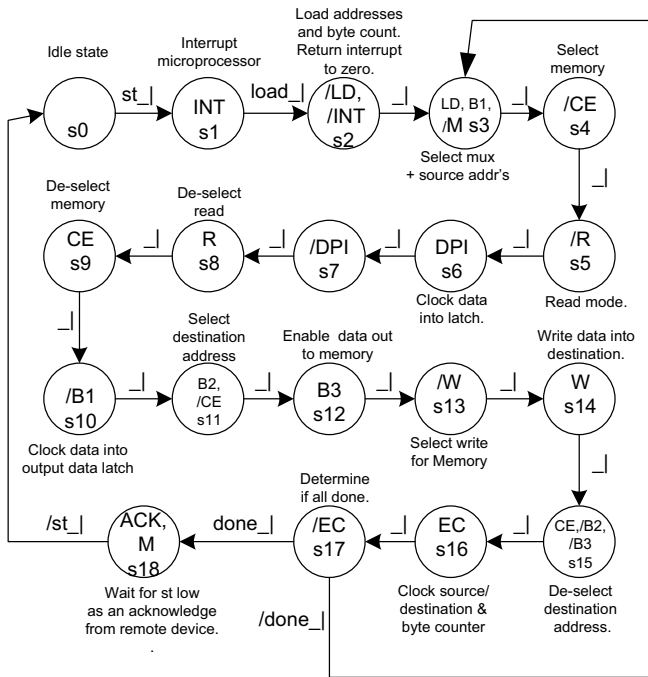 Idle state
s0
st_|
Interrupt
microprocessor
INT
s1
load_|
Load addresses
and byte count.
Return interrupt
to zero.
/LD,
/INT
s2
_|
LD, B1,
/M s3
Select mux
+ source addr's
_|
Select
memory
/CE
s4
_|
/R
s5
Read mode.
_|
DPI
s6
Clock data
into latch.
_|
/DPI
s7
_|
De-select
read
R
s8
_|
De-select
memory
CE
s9
_|
/B1
s10
Clock data into
output data latch
_|
Select
destination
address
B2,
/CE
s11
_|
Enable data out
to memory
B3
s12
_|
/W
s13
Select write
for Memory
_|
Write data into
destination.
W
s14
_|
CE,/B2,
/B3
s15
De-select
destination
address.
_|
EC
s16
Clock source/
destination &
byte counter
_|
Determine
if all done.
/EC
s17
/done_|
done_|
ACK,
M
s18
Wait for st low
as an acknowledge
from remote device.
.
/st_|